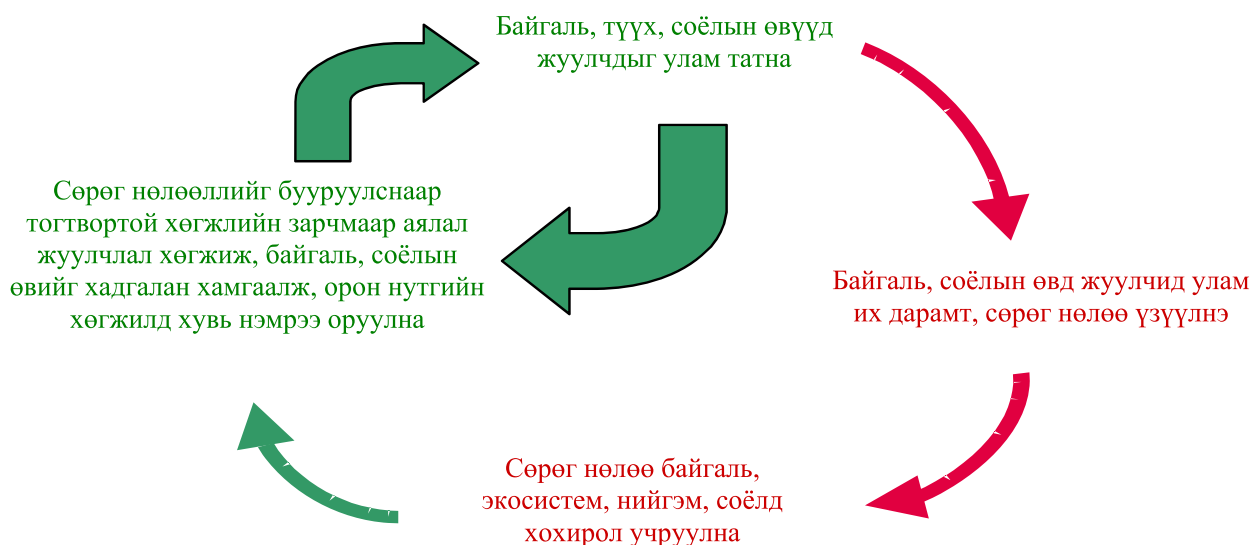 Байгаль, түүх, соёлын өвүүд
жуулчдыг улам татна
Сөрөг нөлөөллийг бууруулснаар
тогтвортой хөгжлийн зарчмаар аялал
жуулчлал хөгжиж, байгаль, соёлын
өвийг хадгалан хамгаалж, орон нутгийн
хөгжилд хувь нэмрээ оруулна
Байгаль, соёлын өвд жуулчид улам
их дарамт, сөрөг нөлөө үзүүлнэ
Сөрөг нөлөө байгаль,
экосистем, нийгэм, соёлд
хохирол учруулна